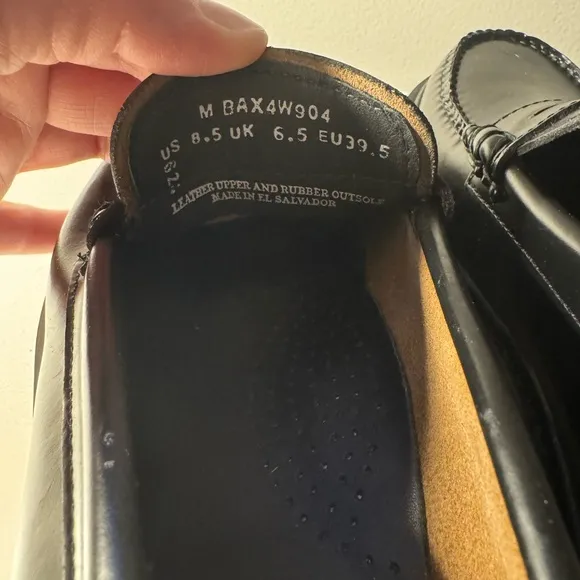 M BAX4W904
US 8.5 UK 6.5 EU39.5
LEATHER UPPER AND RUBBER OUTSOLE
MADE IN EL SALVADOR